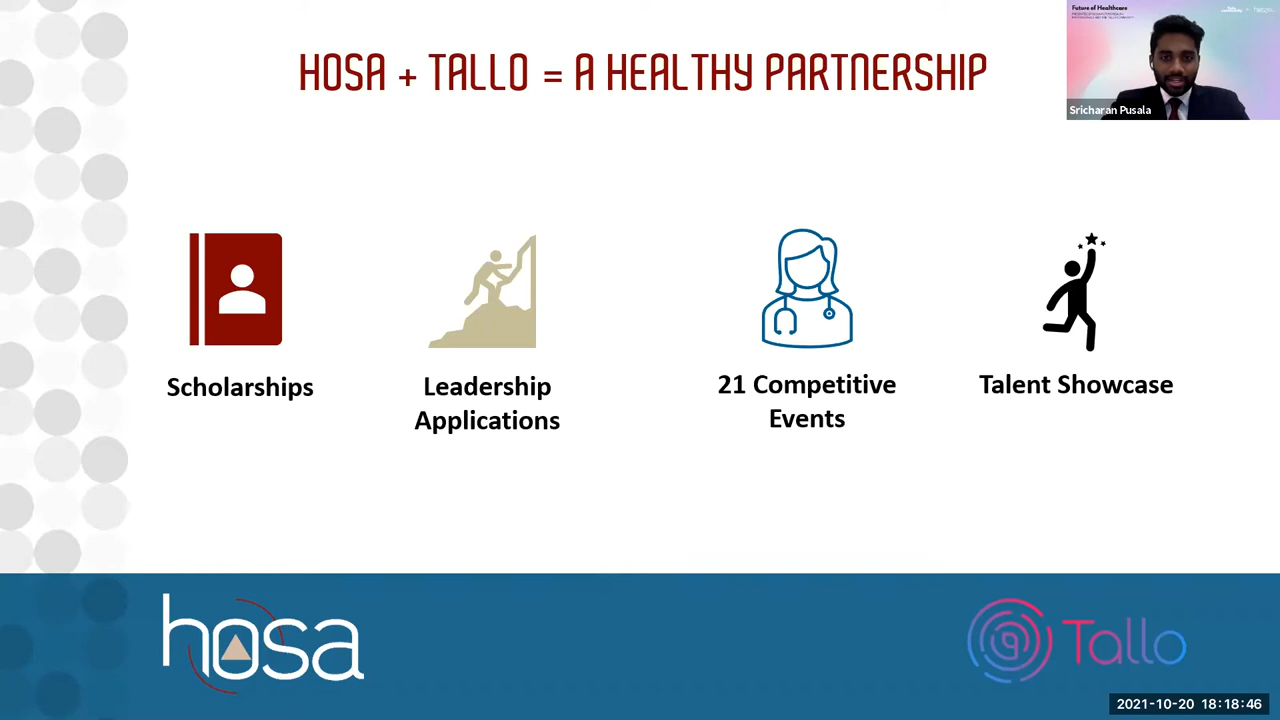 HOSA + TALLO = A HEALTHY PARTNERSHIP
Future of Healthcare
Sricharan Pusala
Scholarships
Leadership
Applications
21 Competitive
Events
Talent Showcase
hosa
Tallo
2021-10-20 18:18:46